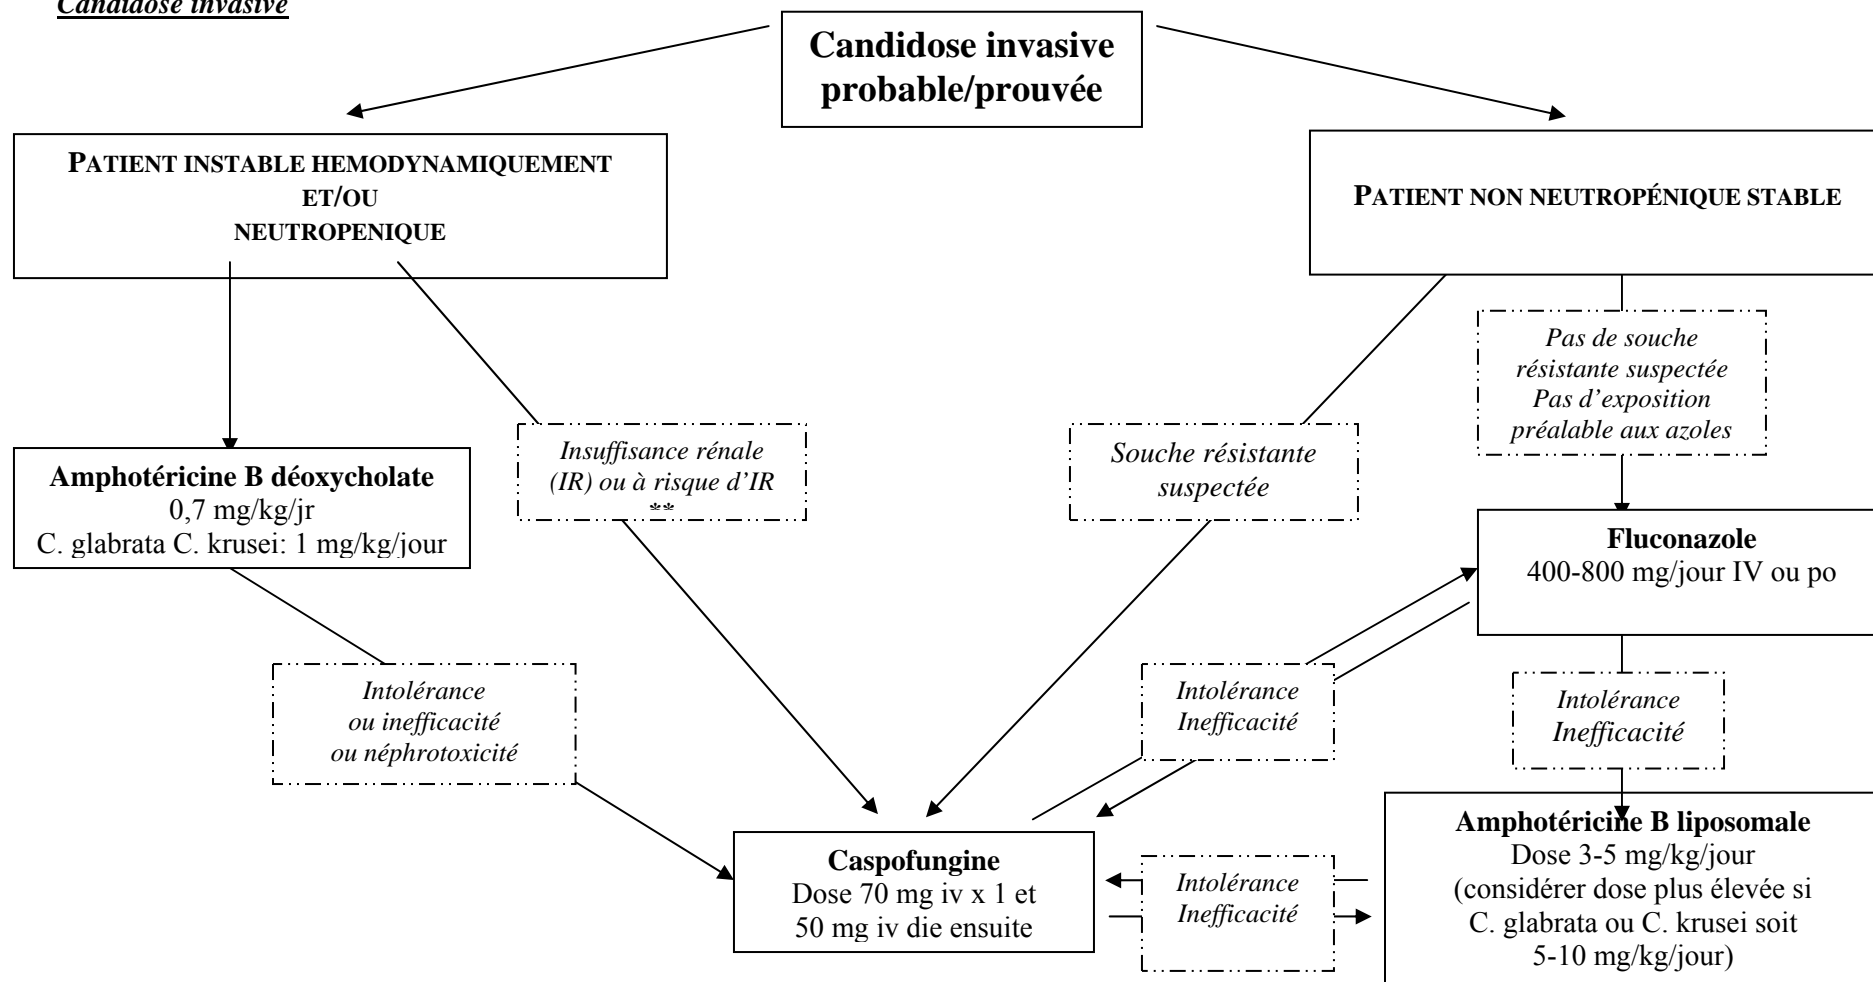 Candidose invasive
Candidose invasive
probable/prouvée
PATIENT INSTABLE HEMODYNAMIQUEMENT
ET/OU
NEUTROPENIQUE
PATIENT NON NEUTROPÉNIQUE STABLE
Pas de souche
résistante suspectée
Pas d'exposition
préalable aux azoles
Amphotéricine B déoxycholate
0,7 mg/kg/jr
C. glabrata C. krusei: 1 mg/kg/jour
Insuffisance rénale
(IR) ou à risque d'IR
**
Souche résistante
suspectée
Fluconazole
400-800 mg/jour IV ou po
Intolérance
ou inefficacité
ou néphrotoxicité
Intolérance
Inefficacité
Intolérance
Inefficacité
Caspofungine
Dose 70 mg iv x 1 et
50 mg iv die ensuite
Intolérance
Inefficacité
Amphotéricine B liposomale
Dose 3-5 mg/kg/jour
(considérer dose plus élevée si
C. glabrata ou C. krusei soit
5-10 mg/kg/jour)